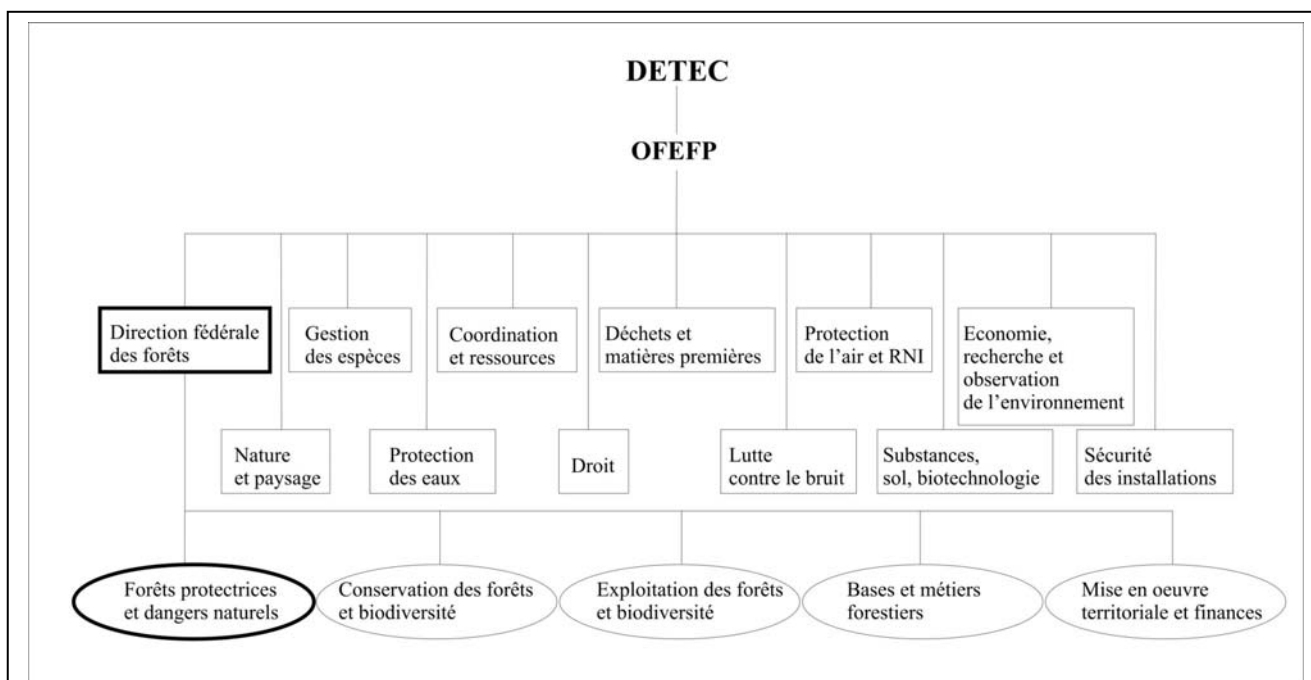 DETEC
OFEFP
Direction fédérale
des forêts
Gestion
des espèces
Coordination
et ressources
Déchets et
matières premières
Protection
de l'air et RNI
Economie,
recherche et
observation
de l'environnement
Nature
et paysage
Protection
des eaux
Droit
Lutte
contre le bruit
Substances,
sol, biotechnologie
Sécurité
des installations
Forêts protectrices
et dangers naturels
Conservation des forêts
et biodiversité
Exploitation des forêts
et biodiversité
Bases et métiers
forestiers
Mise en oeuvre
territoriale et finances